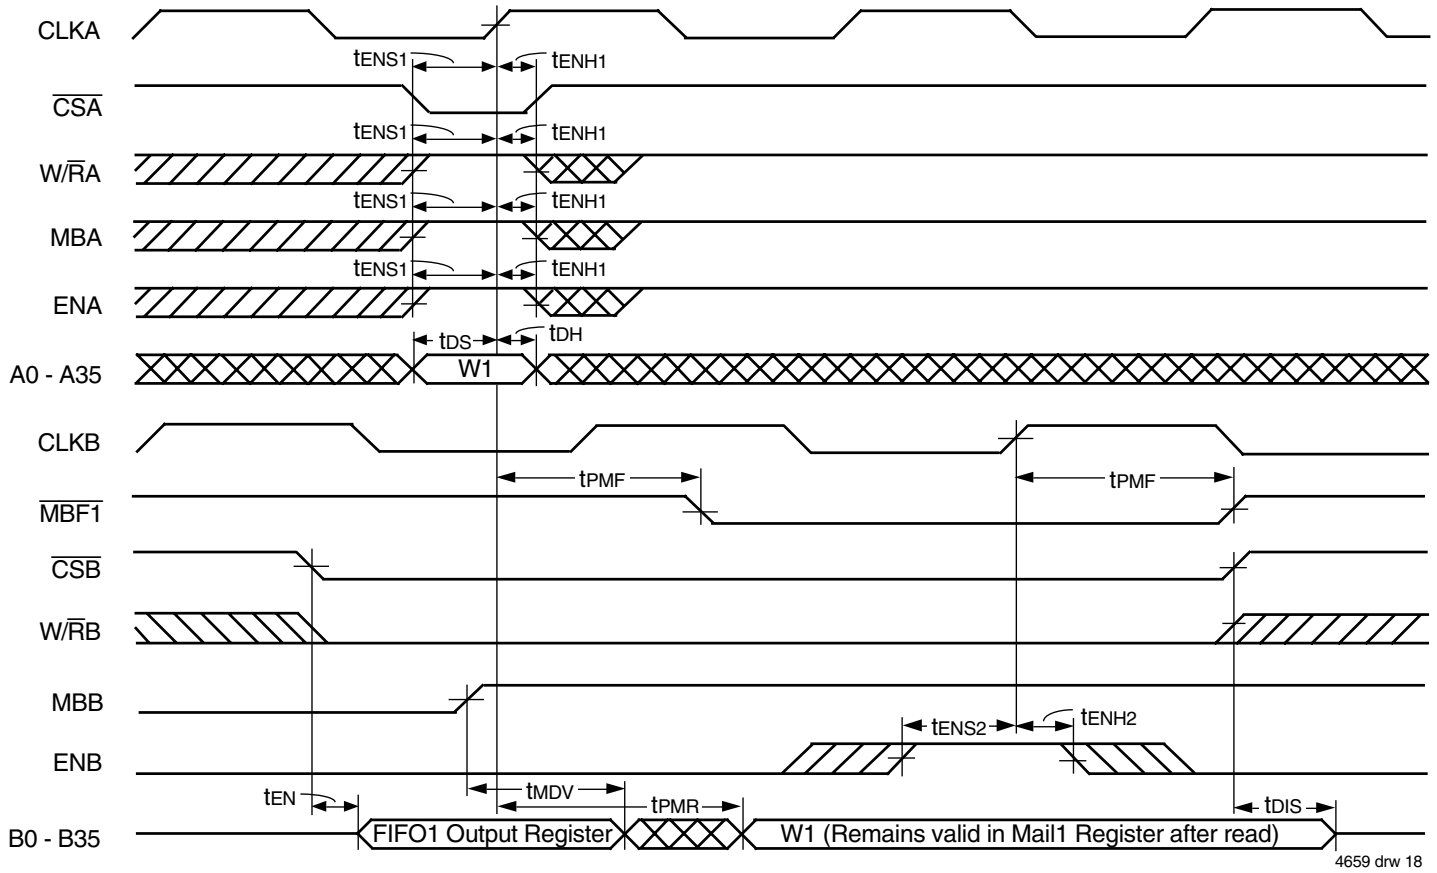 CLKA
tENS1 tENH1
CSA
tENS1 tENH1
W/RA
tENS1 tENH1
MBA
tENS1 tENH1
ENA
tDS tDH
A0 - A35 W1
CLKB
tPMF tPMF
MBF1
CSB
W/RB
MBB
tENS2 tENH2
ENB
tEN tMDV tPMR tDIS
B0 - B35 FIFO1 Output Register W1 (Remains valid in Mail1 Register after read)
4659 drw 18